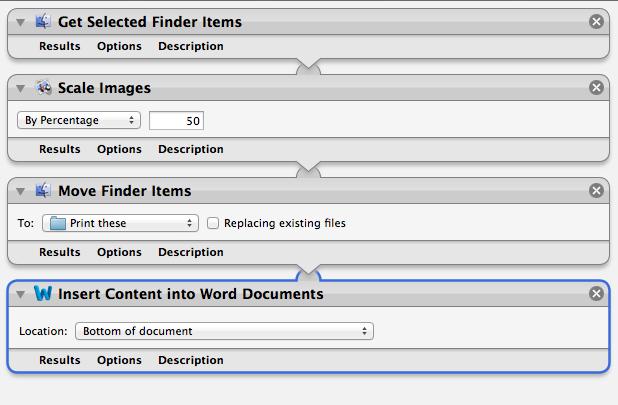 Get Selected Finder Items
Results Options Description
Scale Images
By Percentage 50
Results Options Description
Move Finder Items
To: Print these Replacing existing files
Results Options Description
Insert Content into Word Documents
Location: Bottom of document
Results Options Description